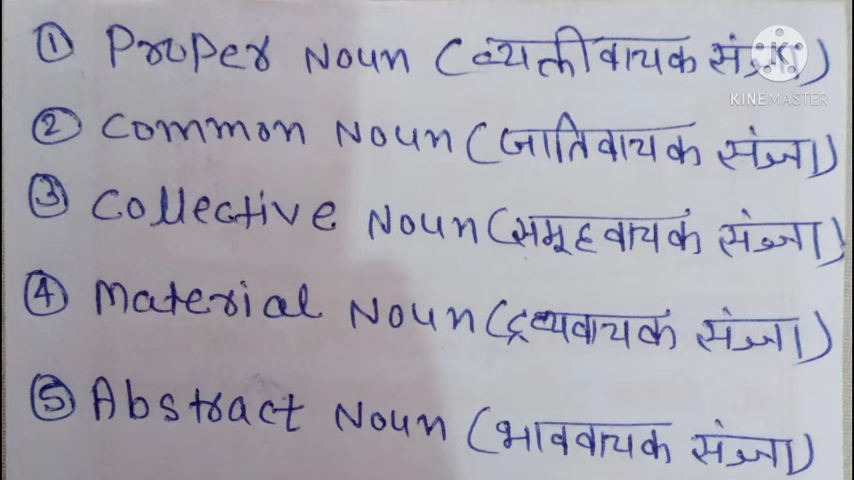 ① Proper Noun (व्यक्तीवाचक संज्ञा)
KINEMASTER
② Common Noun (जातिवाचक संज्ञा)
③ Collective Noun (समूहवाचक संज्ञा)
④ Material Noun (द्रव्यवाचक संज्ञा)
⑤ Abstract Noun (भाववाचक संज्ञा)